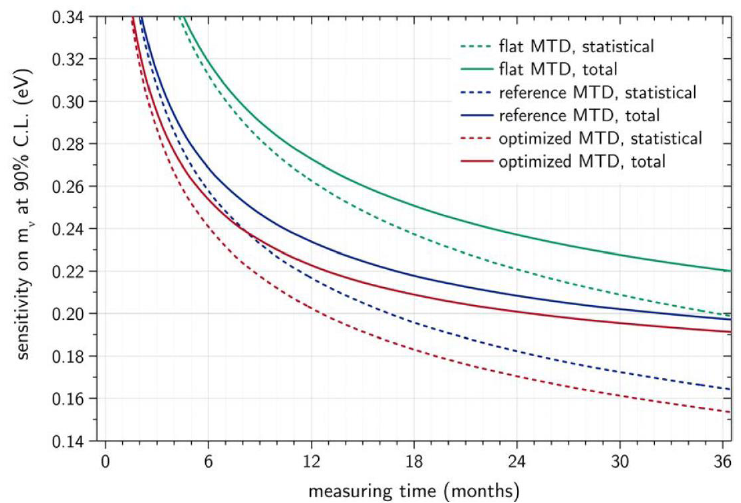 sensitivity on mν at 90% C.L. (eV)
0.34
0.32
0.30
0.28
0.26
0.24
0.22
0.20
0.18
0.16
0.14
flat MTD, statistical
flat MTD, total
reference MTD, statistical
reference MTD, total
optimized MTD, statistical
optimized MTD, total
0 6 12 18 24 30 36
measuring time (months)